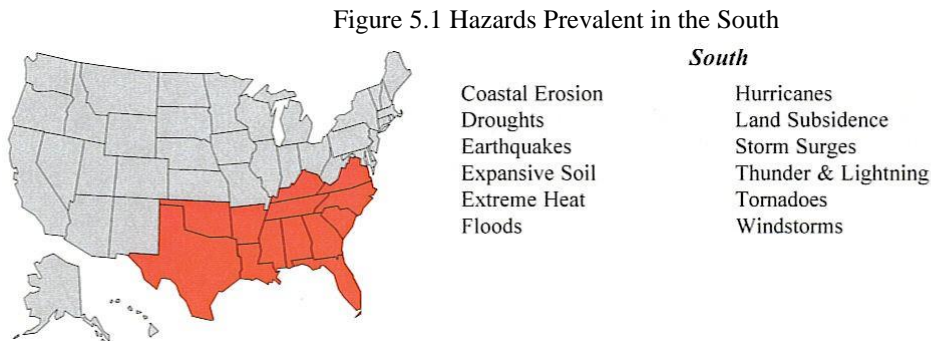 Figure 5.1 Hazards Prevalent in the South
South
Coastal Erosion
Droughts
Earthquakes
Expansive Soil
Extreme Heat
Floods
Hurricanes
Land Subsidence
Storm Surges
Thunder & Lightning
Tornadoes
Windstorms